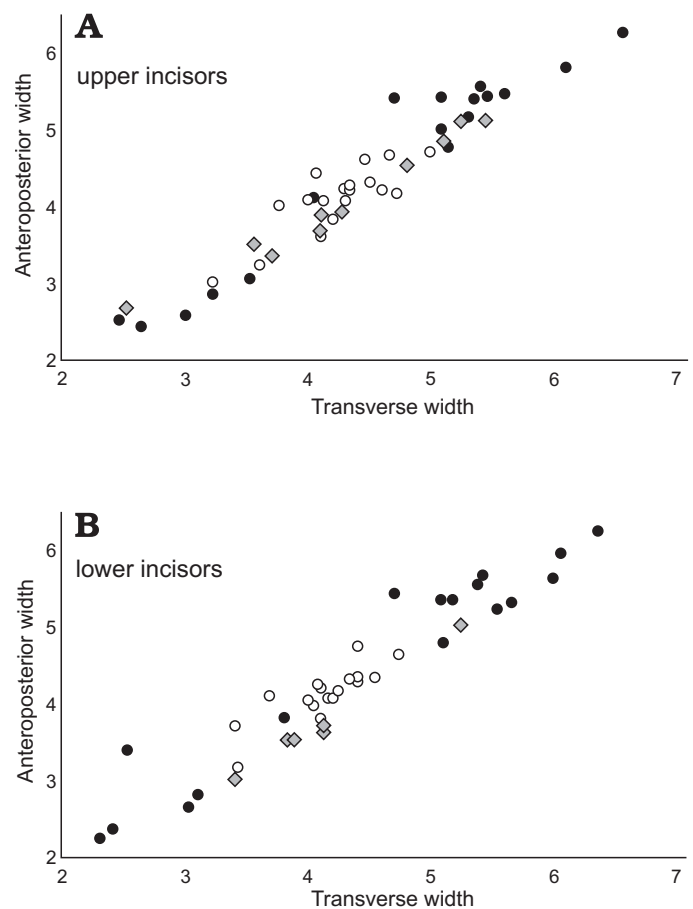 A
upper incisors
Anteroposterior width
6
5
4
3
2
2 3 4 5 6 7
Transverse width
B
lower incisors
Anteroposterior width
6
5
4
3
2
2 3 4 5 6 7
Transverse width